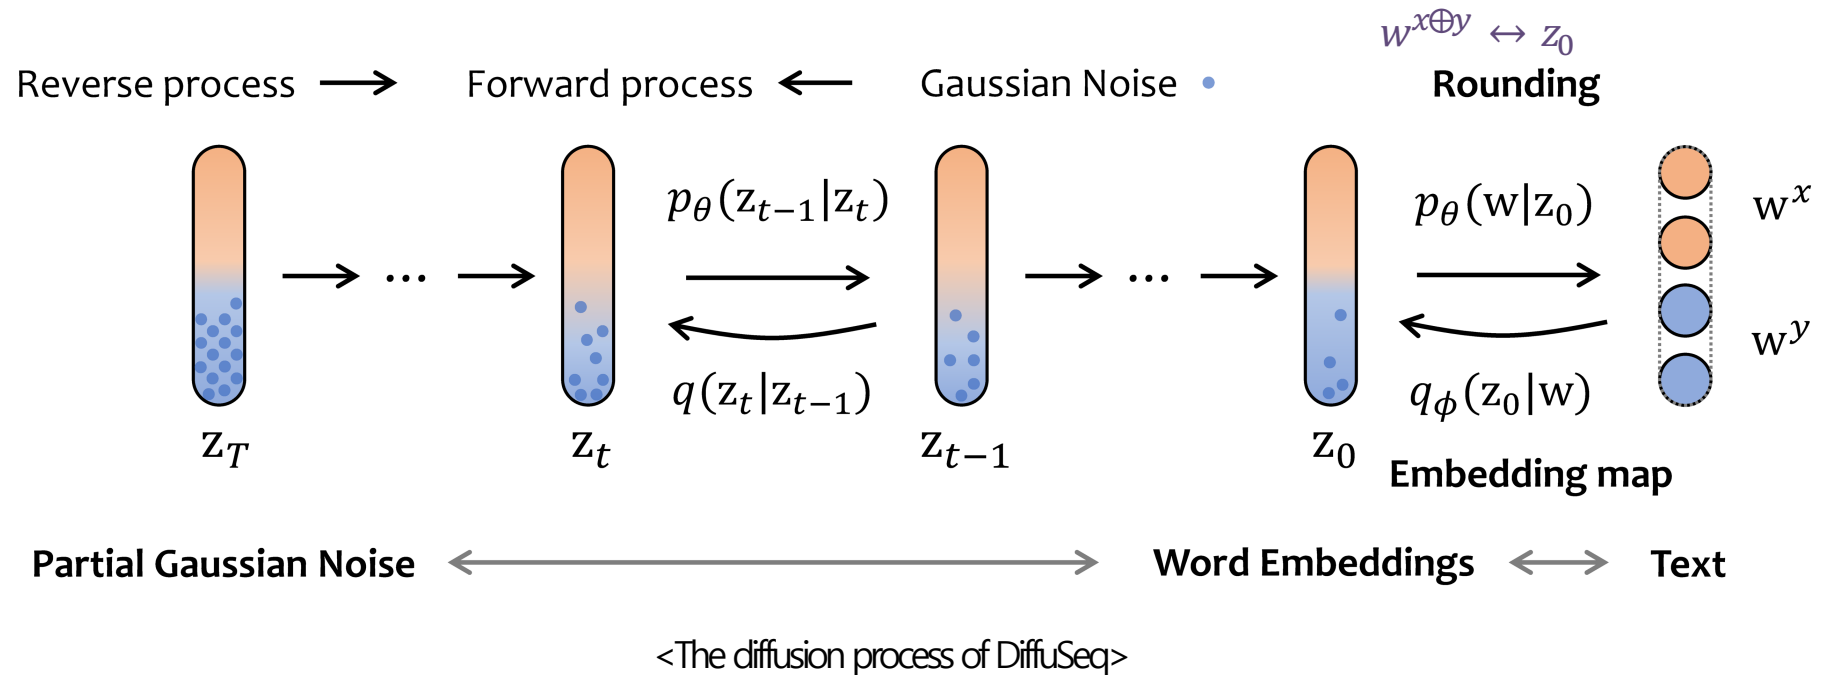 w^{x⊕y} ↔ z_0
Reverse process → Forward process ← Gaussian Noise Rounding
p_θ(z_{t−1}|z_t) p_θ(w|z_0) w^x
→ ... → → ... →
q(z_t|z_{t−1}) q_ϕ(z_0|w) w^y
z_T z_t z_{t−1} z_0
Embedding map
Partial Gaussian Noise Word Embeddings Text
<The diffusion process of DiffuSeq>